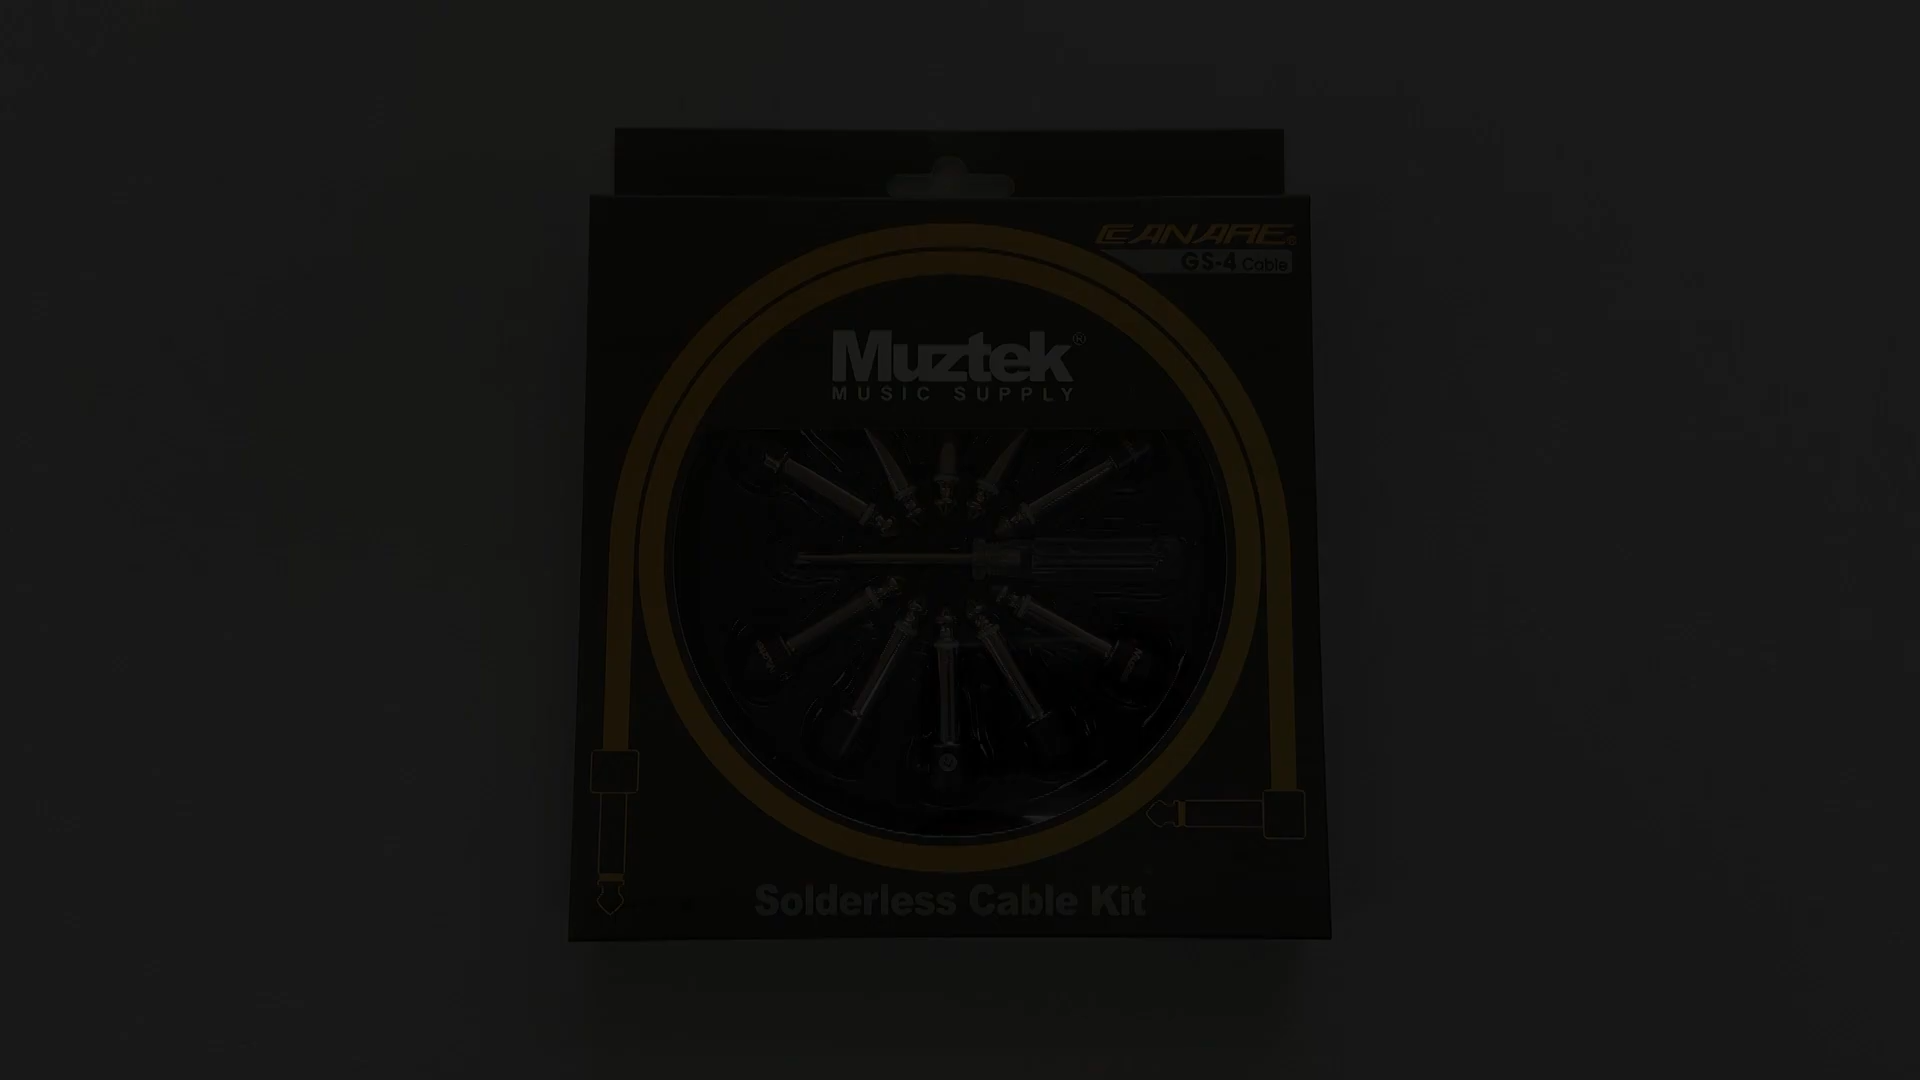 CANARE®
GS-4 Cable
Muztek®
MUSIC SUPPLY
Solderless Cable Kit